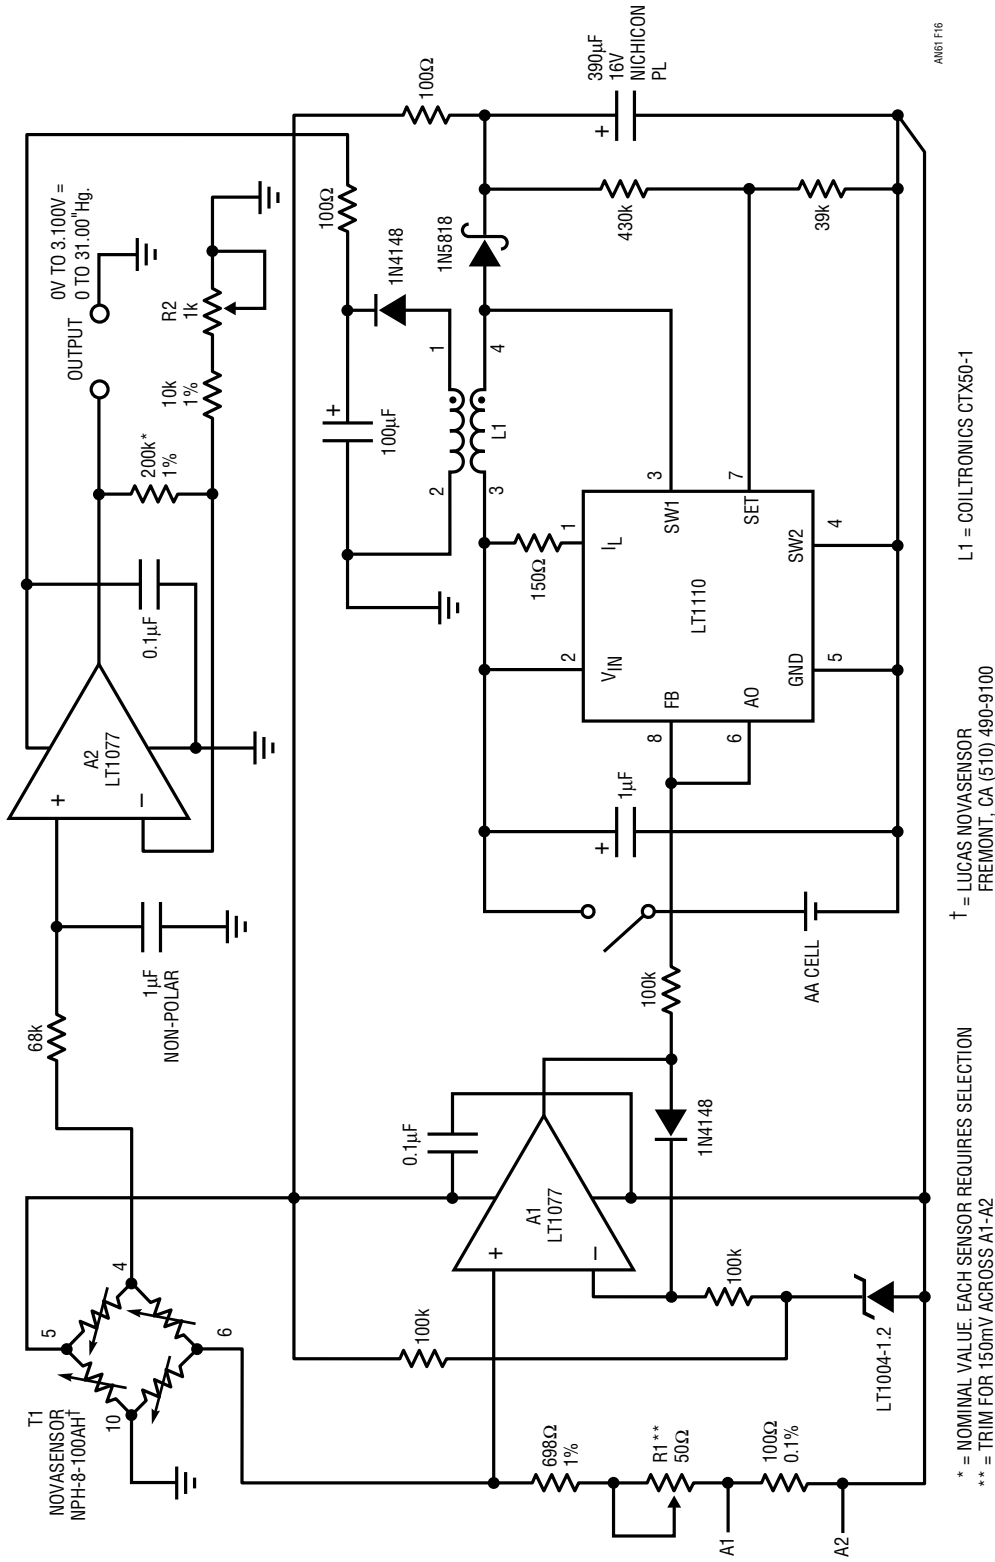 T1
NOVASENSOR
NPH-8-100AH†
5
4
10
6
68k
1µF
NON-POLAR
+
–
A2
LT1077
0.1µF
200k*
1%
OUTPUT
0V TO 3.100V =
0 TO 31.00"Hg.
10k
1%
R2
1k
100Ω
100Ω
+
100µF
1N4148
1
2
3
4
L1
1N5818
+
390µF
16V
NICHICON
PL
430k
39k
150Ω
2
1
3
VIN
IL
SW1
FB
LT1110
SET
7
8
6
AO
GND
SW2
5
4
+
1µF
AA CELL
100k
0.1µF
A1
LT1077
+
–
1N4148
100k
100k
LT1004-1.2
698Ω
1%
R1**
50Ω
100Ω
0.1%
A1
A2
* = NOMINAL VALUE. EACH SENSOR REQUIRES SELECTION
** = TRIM FOR 150mV ACROSS A1-A2
† = LUCAS NOVASENSOR
FREMONT, CA (510) 490-9100
L1 = COILTRONICS CTX50-1
AN61 F16